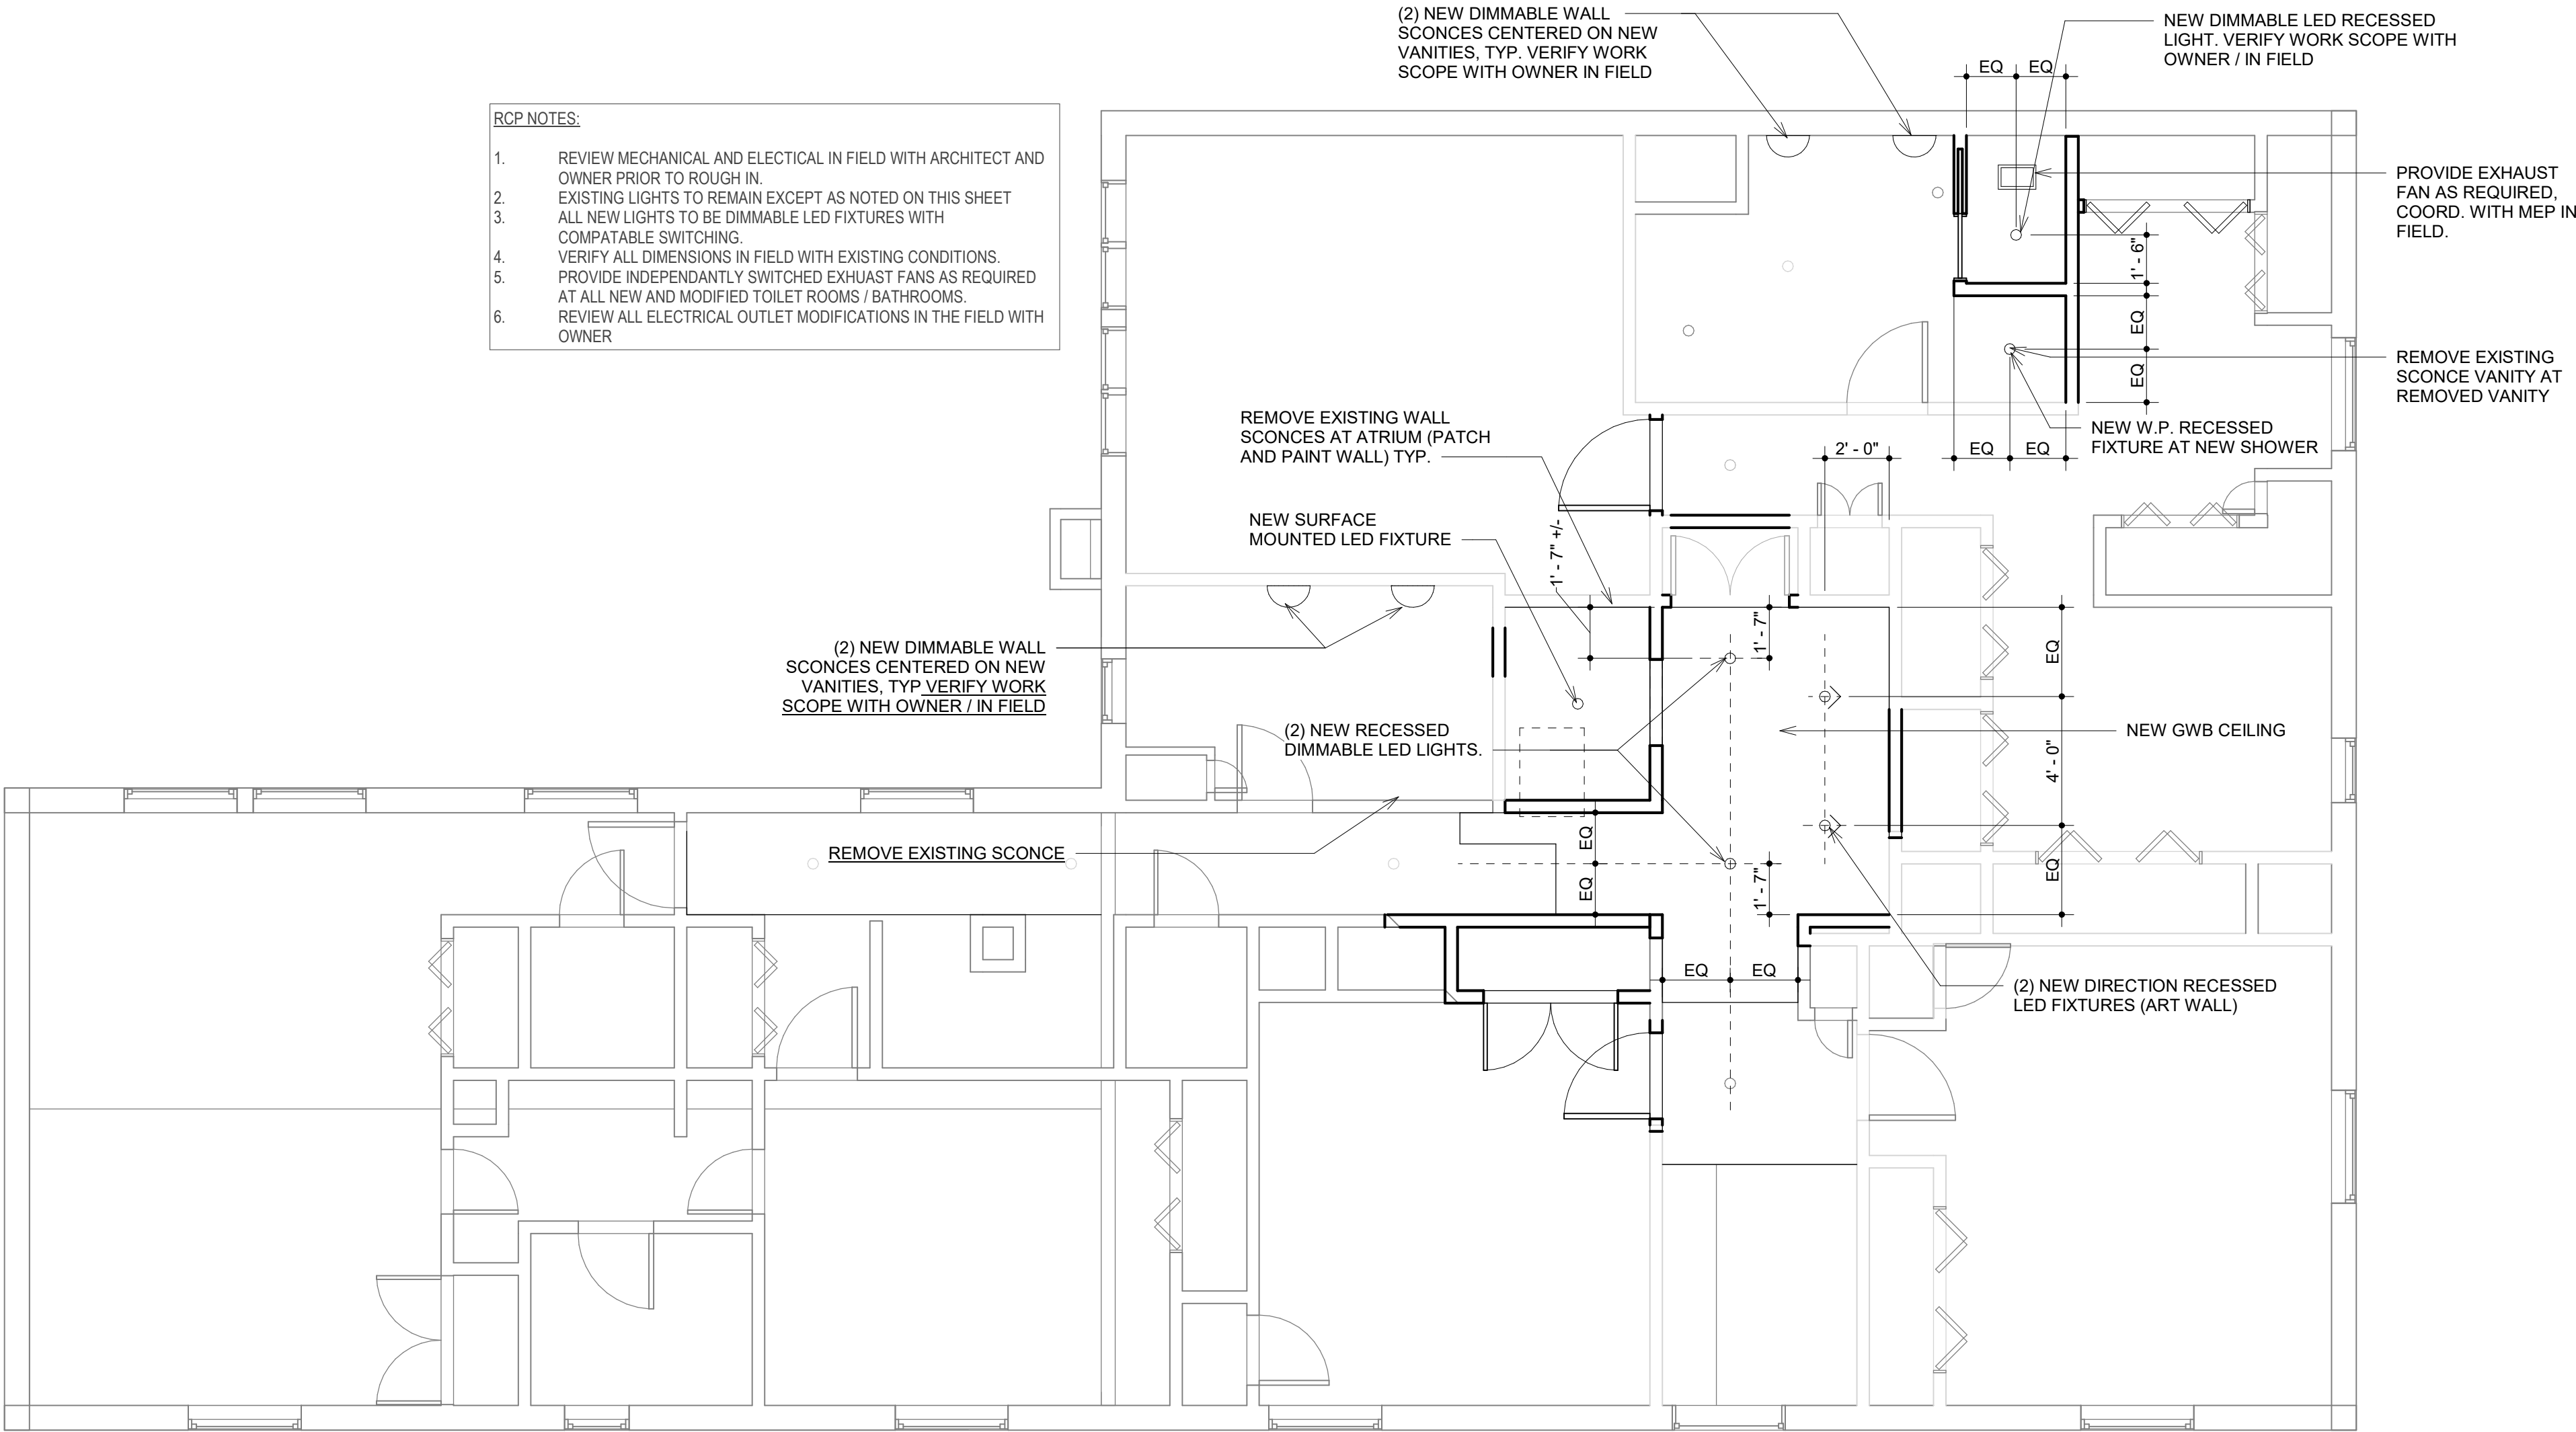 (2) NEW DIMMABLE WALL
SCONCES CENTERED ON NEW
VANITIES, TYP. VERIFY WORK
SCOPE WITH OWNER IN FIELD
NEW DIMMABLE LED RECESSED
LIGHT. VERIFY WORK SCOPE WITH
OWNER / IN FIELD
EQ EQ
RCP NOTES:
1. REVIEW MECHANICAL AND ELECTICAL IN FIELD WITH ARCHITECT AND
OWNER PRIOR TO ROUGH IN.
2. EXISTING LIGHTS TO REMAIN EXCEPT AS NOTED ON THIS SHEET
3. ALL NEW LIGHTS TO BE DIMMABLE LED FIXTURES WITH
COMPATABLE SWITCHING.
4. VERIFY ALL DIMENSIONS IN FIELD WITH EXISTING CONDITIONS.
5. PROVIDE INDEPENDANTLY SWITCHED EXHUAST FANS AS REQUIRED
AT ALL NEW AND MODIFIED TOILET ROOMS / BATHROOMS.
6. REVIEW ALL ELECTRICAL OUTLET MODIFICATIONS IN THE FIELD WITH
OWNER
PROVIDE EXHAUST
FAN AS REQUIRED,
COORD. WITH MEP IN
FIELD.
1' - 6"
EQ
EQ
REMOVE EXISTING
SCONCE VANITY AT
REMOVED VANITY
REMOVE EXISTING WALL
SCONCES AT ATRIUM (PATCH
AND PAINT WALL) TYP.
NEW W.P. RECESSED
FIXTURE AT NEW SHOWER
2' - 0"
EQ EQ
NEW SURFACE
MOUNTED LED FIXTURE
1' - 7" +/-
1' - 7"
EQ
(2) NEW DIMMABLE WALL
SCONCES CENTERED ON NEW
VANITIES, TYP VERIFY WORK
SCOPE WITH OWNER / IN FIELD
(2) NEW RECESSED
DIMMABLE LED LIGHTS.
NEW GWB CEILING
4' - 0"
REMOVE EXISTING SCONCE
EQ
EQ
1' - 7"
EQ
EQ EQ
(2) NEW DIRECTION RECESSED
LED FIXTURES (ART WALL)